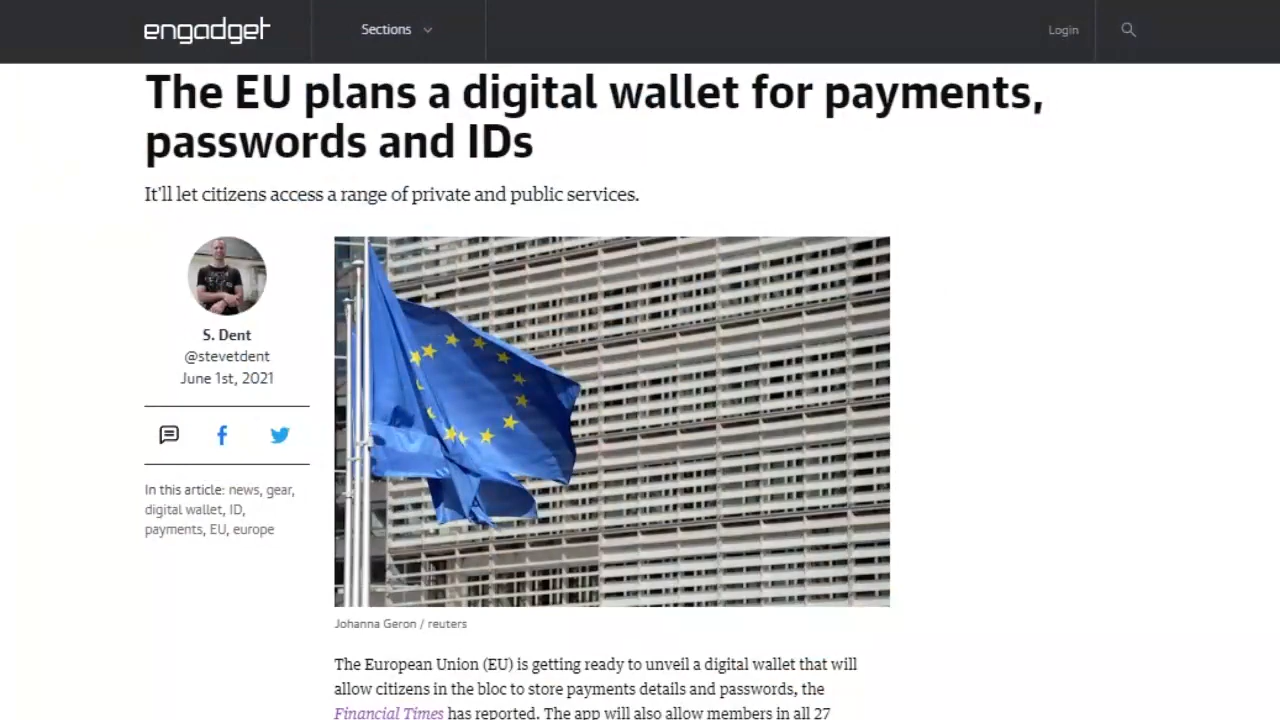 engadget
Sections
Login
The EU plans a digital wallet for payments,
passwords and IDs
It'll let citizens access a range of private and public services.
S. Dent
@stevetdent
June 1st, 2021
In this article: news, gear,
digital wallet, ID,
payments, EU, europe
Johanna Geron / reuters
The European Union (EU) is getting ready to unveil a digital wallet that will
allow citizens in the bloc to store payments details and passwords, the
Financial Times has reported. The app will also allow members in all 27